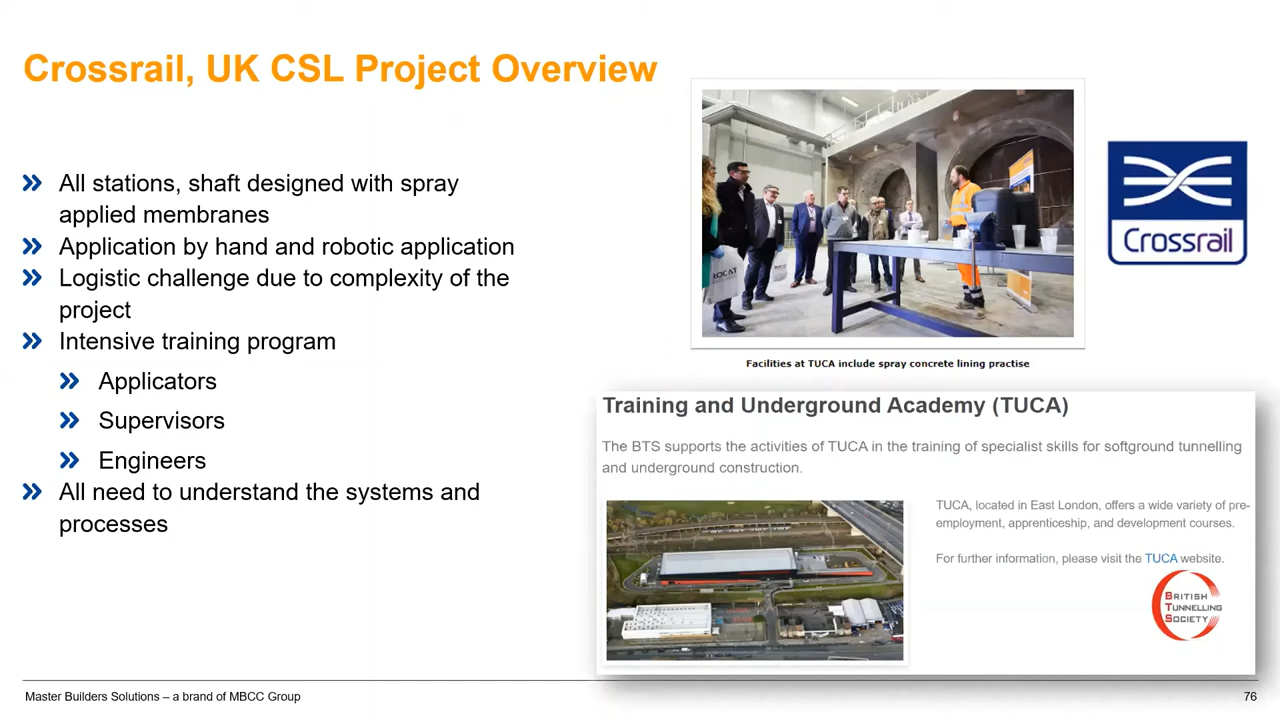 Crossrail, UK CSL Project Overview
All stations, shaft designed with spray
applied membranes
Application by hand and robotic application
Logistic challenge due to complexity of the
project
Intensive training program
Applicators
Supervisors
Engineers
All need to understand the systems and
processes
LOCAT
Crossrail
Facilities at TUCA include spray concrete lining practise
Training and Underground Academy (TUCA)
The BTS supports the activities of TUCA in the training of specialist skills for softground tunnelling
and underground construction.
TUCA, located in East London, offers a wide variety of pre-
employment, apprenticeship, and development courses.
For further information, please visit the TUCA website.
BRITISH
TUNNELLING
SOCIETY
Master Builders Solutions – a brand of MBCC Group
76